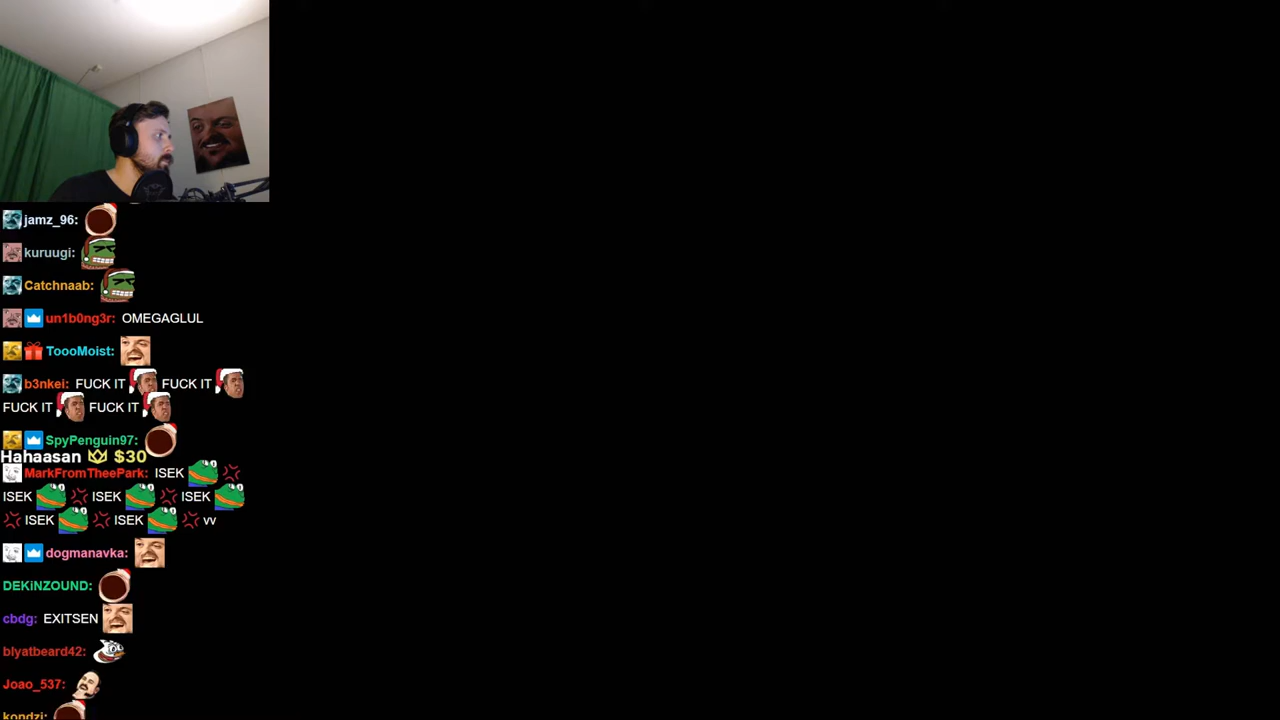 jamz_96:
kuruugi:
Catchnaab:
un1b0ng3r: OMEGAGLUL
ToooMoist:
b3nkei: FUCK IT FUCK IT
FUCK IT FUCK IT
SpyPenguin97:
Hahaasan $30
MarkFromTheePark: ISEK
ISEK ISEK ISEK
ISEK ISEK vv
dogmanavka:
DEKiNZOUND:
cbdg: EXITSEN
blyatbeard42:
Joao_537:
kondzi: